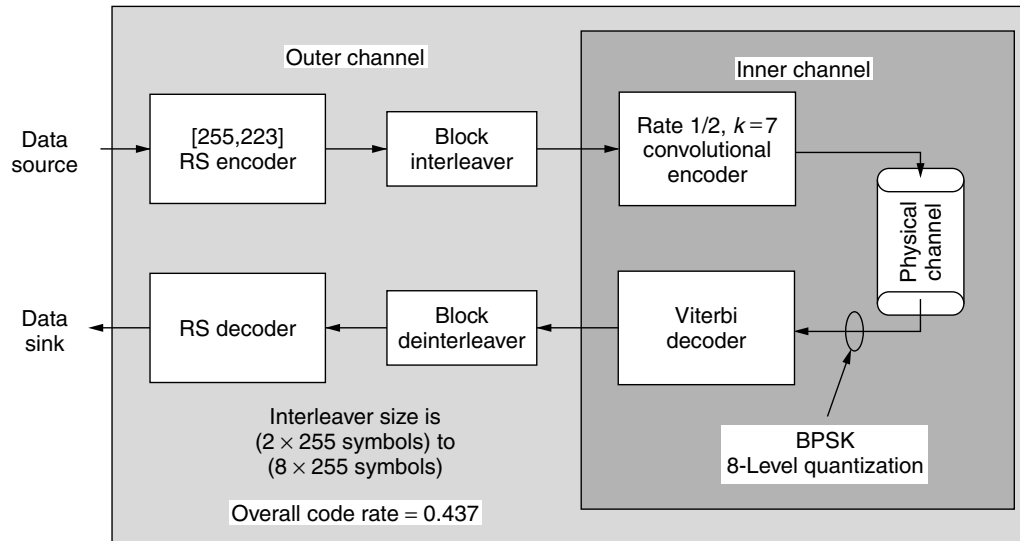 Outer channel
Inner channel
Data
source
[255,223]
RS encoder
Block
interleaver
Rate 1/2, k=7
convolutional
encoder
Physical
channel
Data
sink
RS decoder
Block
deinterleaver
Viterbi
decoder
Interleaver size is
(2 × 255 symbols) to
(8 × 255 symbols)
BPSK
8-Level quantization
Overall code rate = 0.437